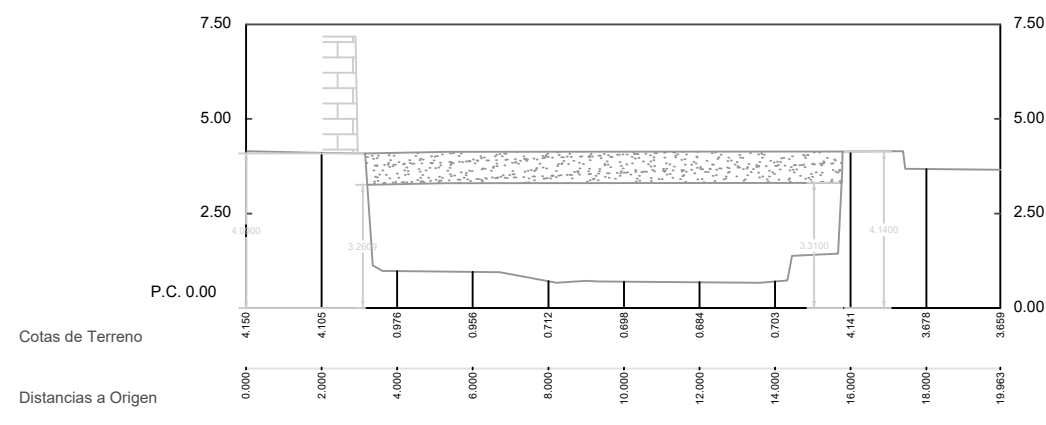 7.50 7.50
5.00 5.00
2.50 2.50
4.1400
3.2609 3.3100
P.C. 0.00 0.00
Cotas de Terreno 4.150 4.105 0.976 0.956 0.712 0.698 0.684 0.703 4.141 3.678 3.659
Distancias a Origen 0.000 2.000 4.000 6.000 8.000 10.000 12.000 14.000 16.000 18.000 19.963